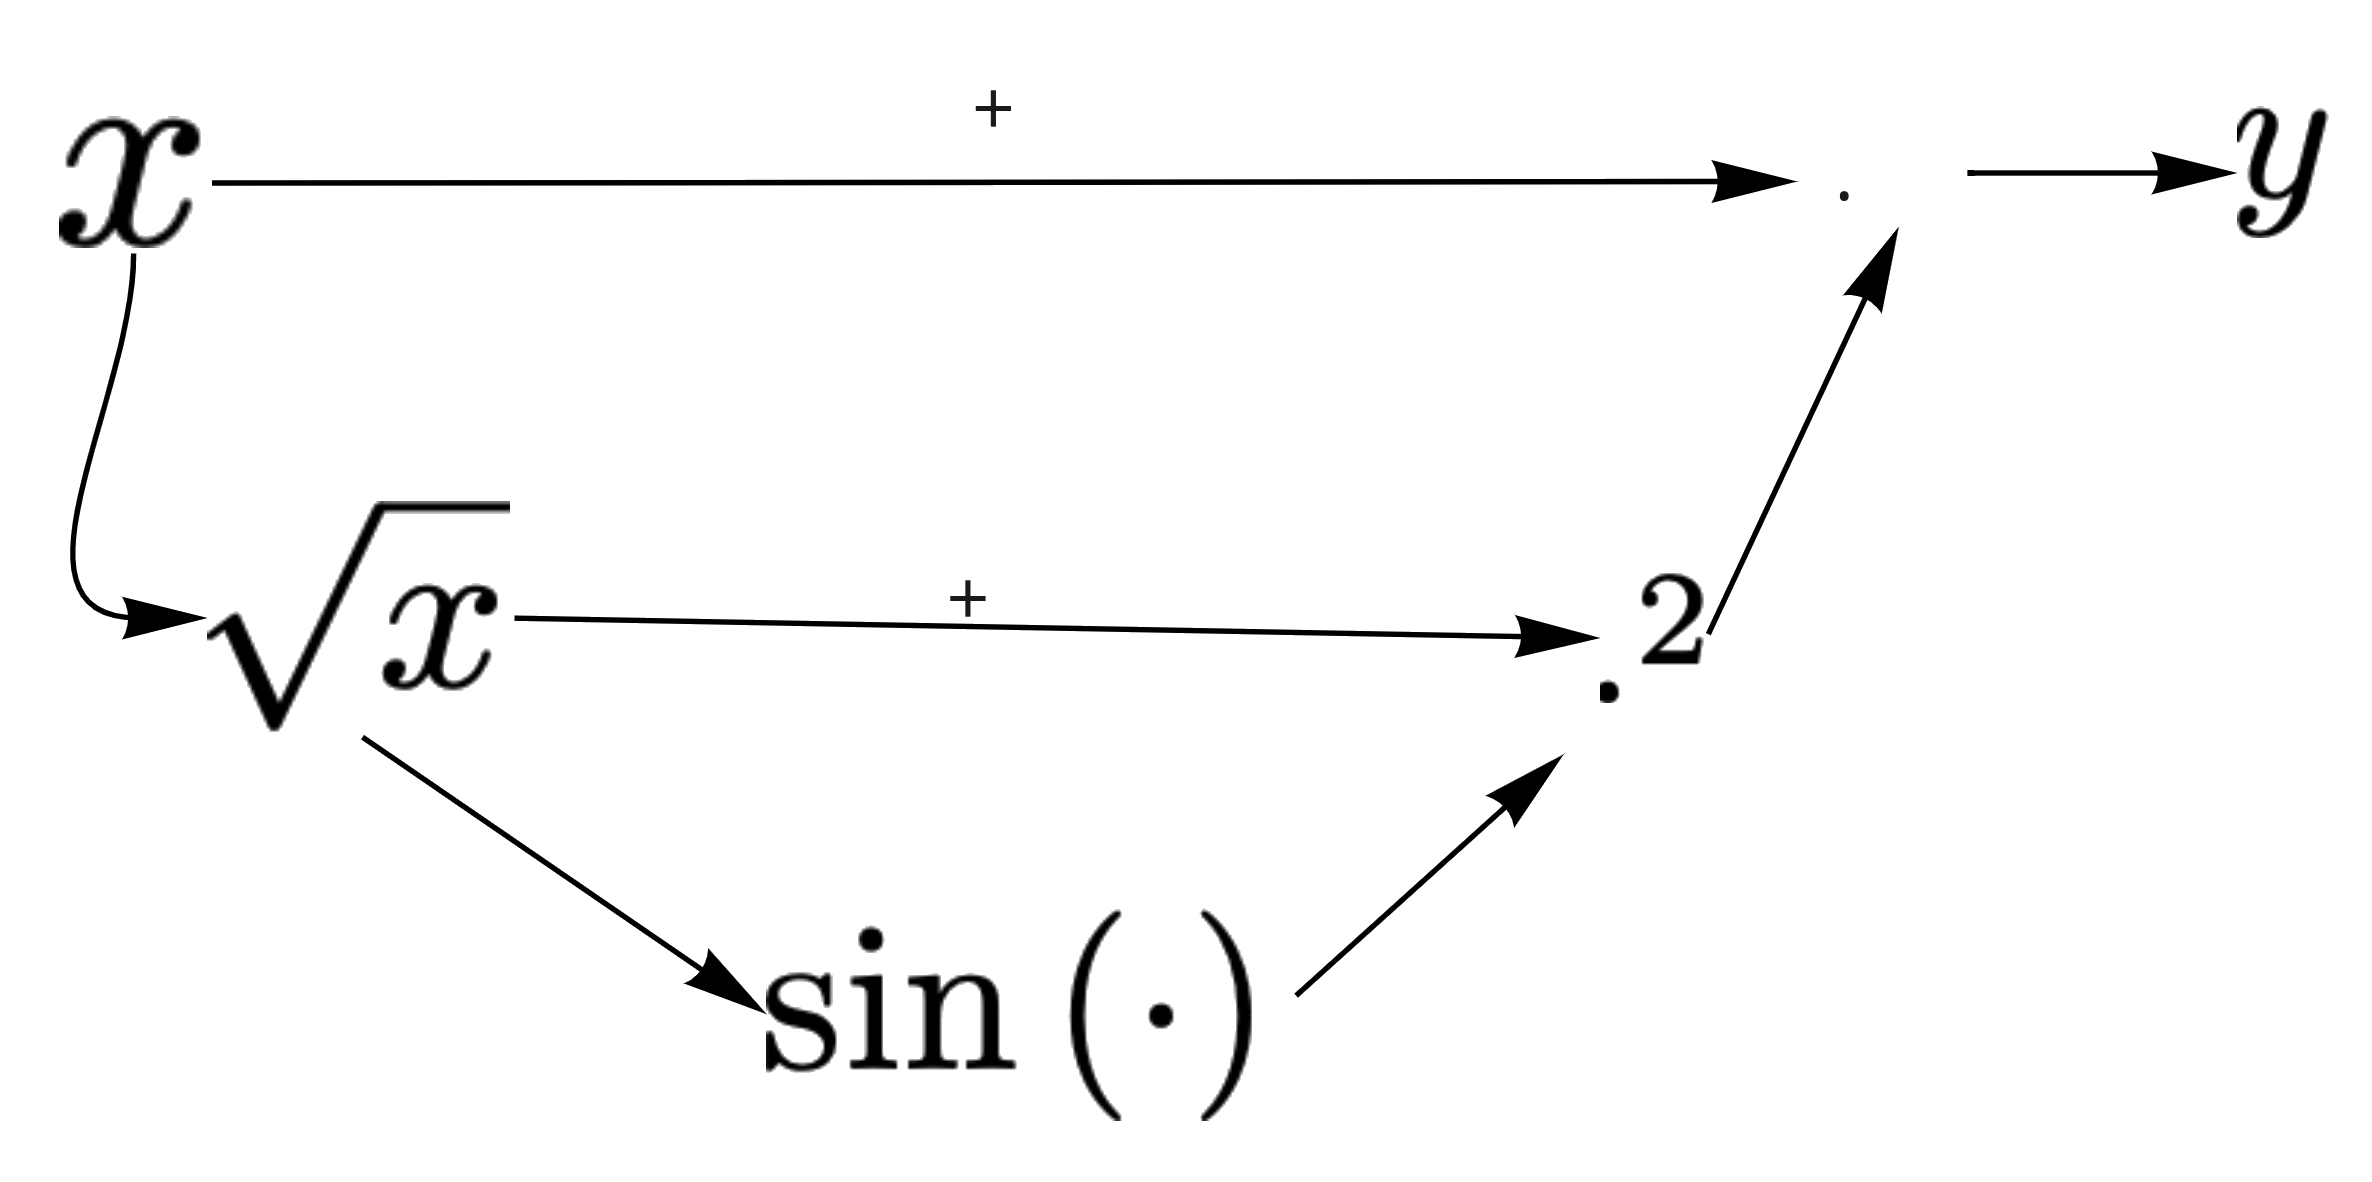 +
x . y
√x + .²
sin (·)